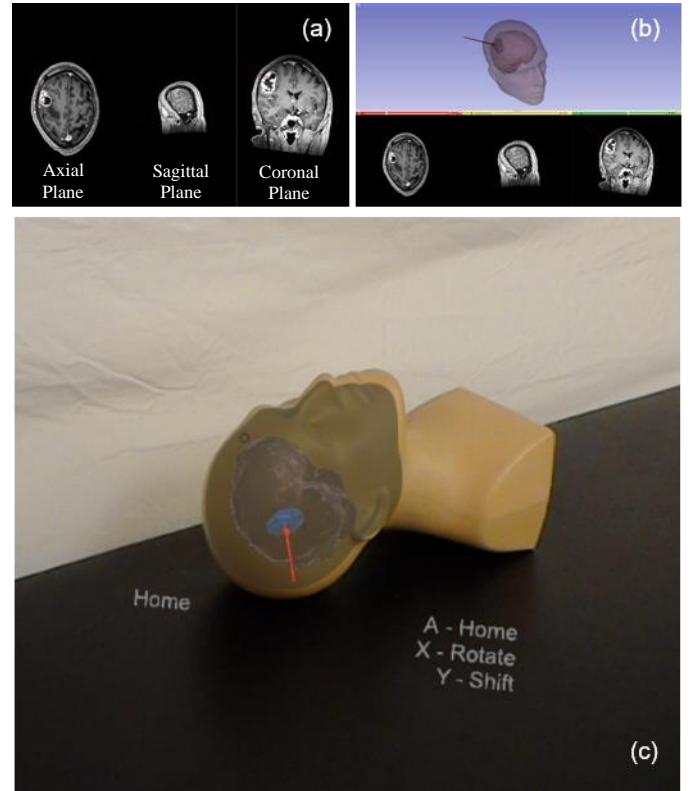 (a)
Axial
Plane
Sagittal
Plane
Coronal
Plane
(b)
Home
A - Home
X - Rotate
Y - Shift
(c)